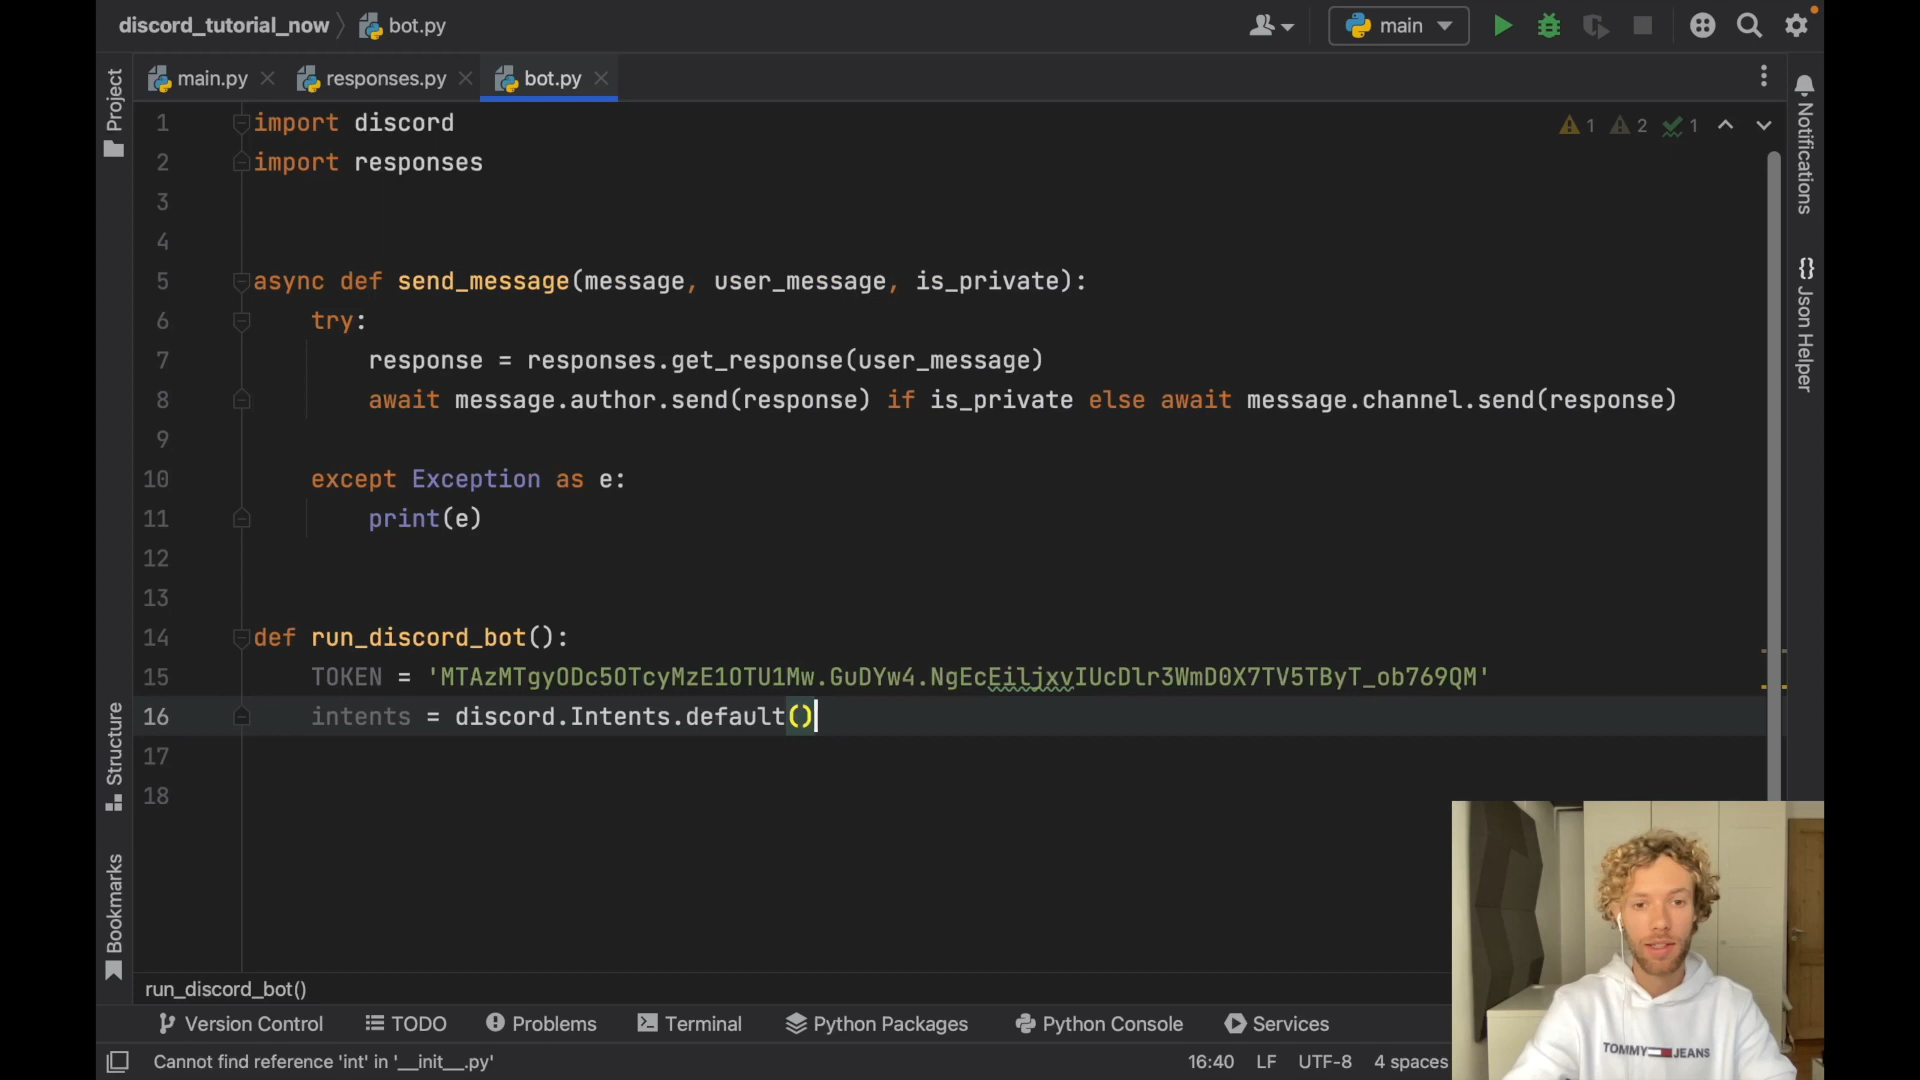 discord_tutorial_now
bot.py
main
main.py
responses.py
bot.py
Project
Structure
Bookmarks
Notifications
{} Json Helper
1 2 1
1 import discord
2 import responses
3
4
5 async def send_message(message, user_message, is_private):
6 try:
7 response = responses.get_response(user_message)
8 await message.author.send(response) if is_private else await message.channel.send(response)
9
10 except Exception as e:
11 print(e)
12
13
14 def run_discord_bot():
15 TOKEN = 'MTAzMTgyODc5OTcyMzE1OTU1Mw.GuDYw4.NgEcEiljxvIUcDlr3WmD0X7TV5TByT_ob769QM'
16 intents = discord.Intents.default()
17
18
run_discord_bot()
Version Control
TODO
Problems
Terminal
Python Packages
Python Console
Services
Cannot find reference 'int' in '__init__.py'
16:40 LF UTF-8 4 spaces
TOMMY JEANS